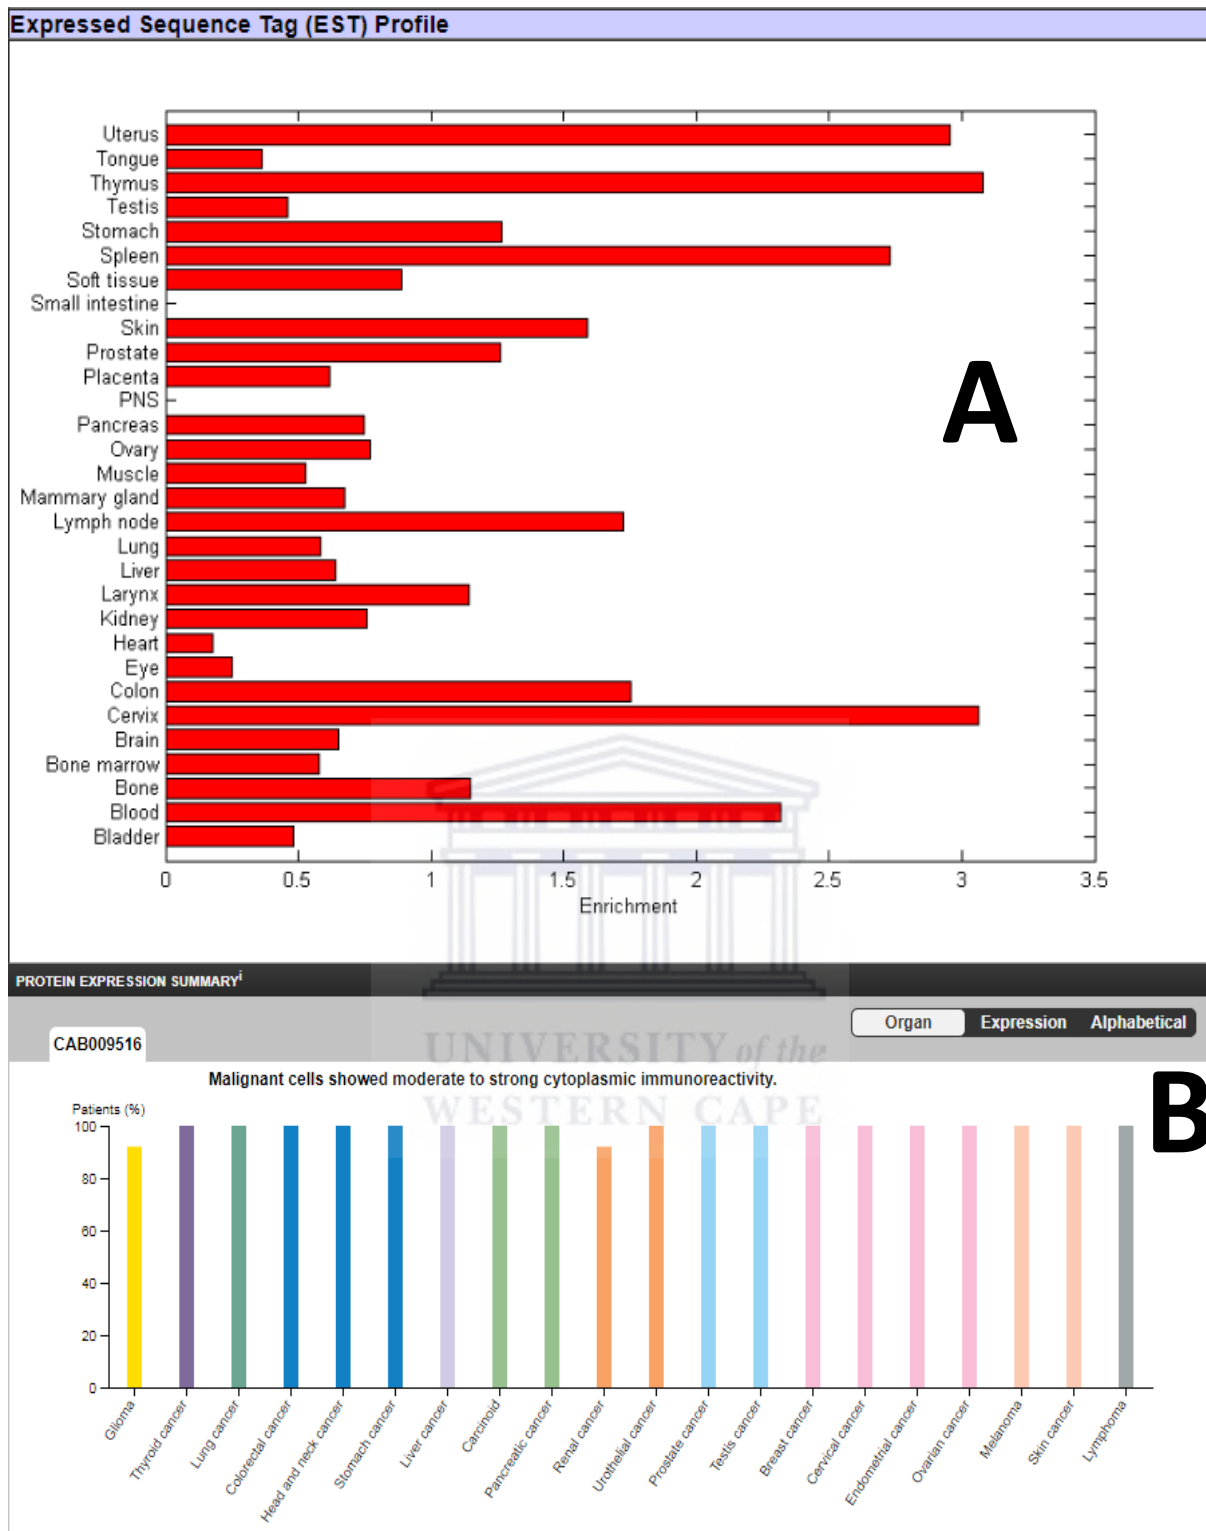 Expressed Sequence Tag (EST) Profile
Uterus
Tongue
Thymus
Testis
Stomach
Spleen
Soft tissue
Small intestine
Skin
Prostate
Placenta
PNS
Pancreas
Ovary
Muscle
Mammary gland
Lymph node
Lung
Liver
Larynx
Kidney
Heart
Eye
Colon
Cervix
Brain
Bone marrow
Bone
Blood
Bladder
A
0 0.5 1 1.5 2 2.5 3 3.5
Enrichment
PROTEIN EXPRESSION SUMMARYi
Organ Expression Alphabetical
CAB009516
UNIVERSITY of the
WESTERN CAPE
Malignant cells showed moderate to strong cytoplasmic immunoreactivity.
B
Patients (%)
100
80
60
40
20
0
Glioma
Thyroid cancer
Lung cancer
Colorectal cancer
Head and neck cancer
Stomach cancer
Liver cancer
Carcinoid
Pancreatic cancer
Renal cancer
Urothelial cancer
Prostate cancer
Testis cancer
Breast cancer
Cervical cancer
Endometrial cancer
Ovarian cancer
Melanoma
Skin cancer
Lymphoma